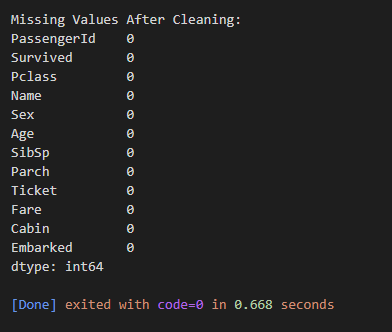 Missing Values After Cleaning:
PassengerId    0
Survived       0
Pclass         0
Name           0
Sex            0
Age            0
SibSp          0
Parch          0
Ticket         0
Fare           0
Cabin          0
Embarked       0
dtype: int64
[Done] exited with code=0 in 0.668 seconds